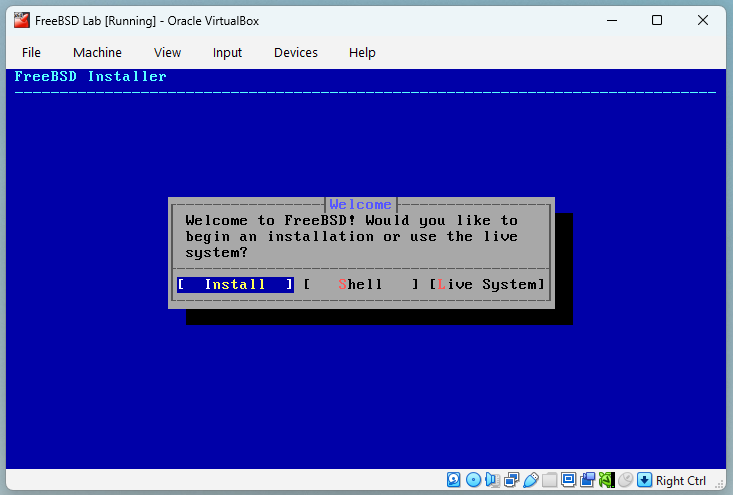 FreeBSD Lab [Running] - Oracle VirtualBox
File Machine View Input Devices Help
FreeBSD Installer
Welcome
Welcome to FreeBSD! Would you like to
begin an installation or use the live
system?
[ Install ] [ Shell ] [Live System]
Right Ctrl